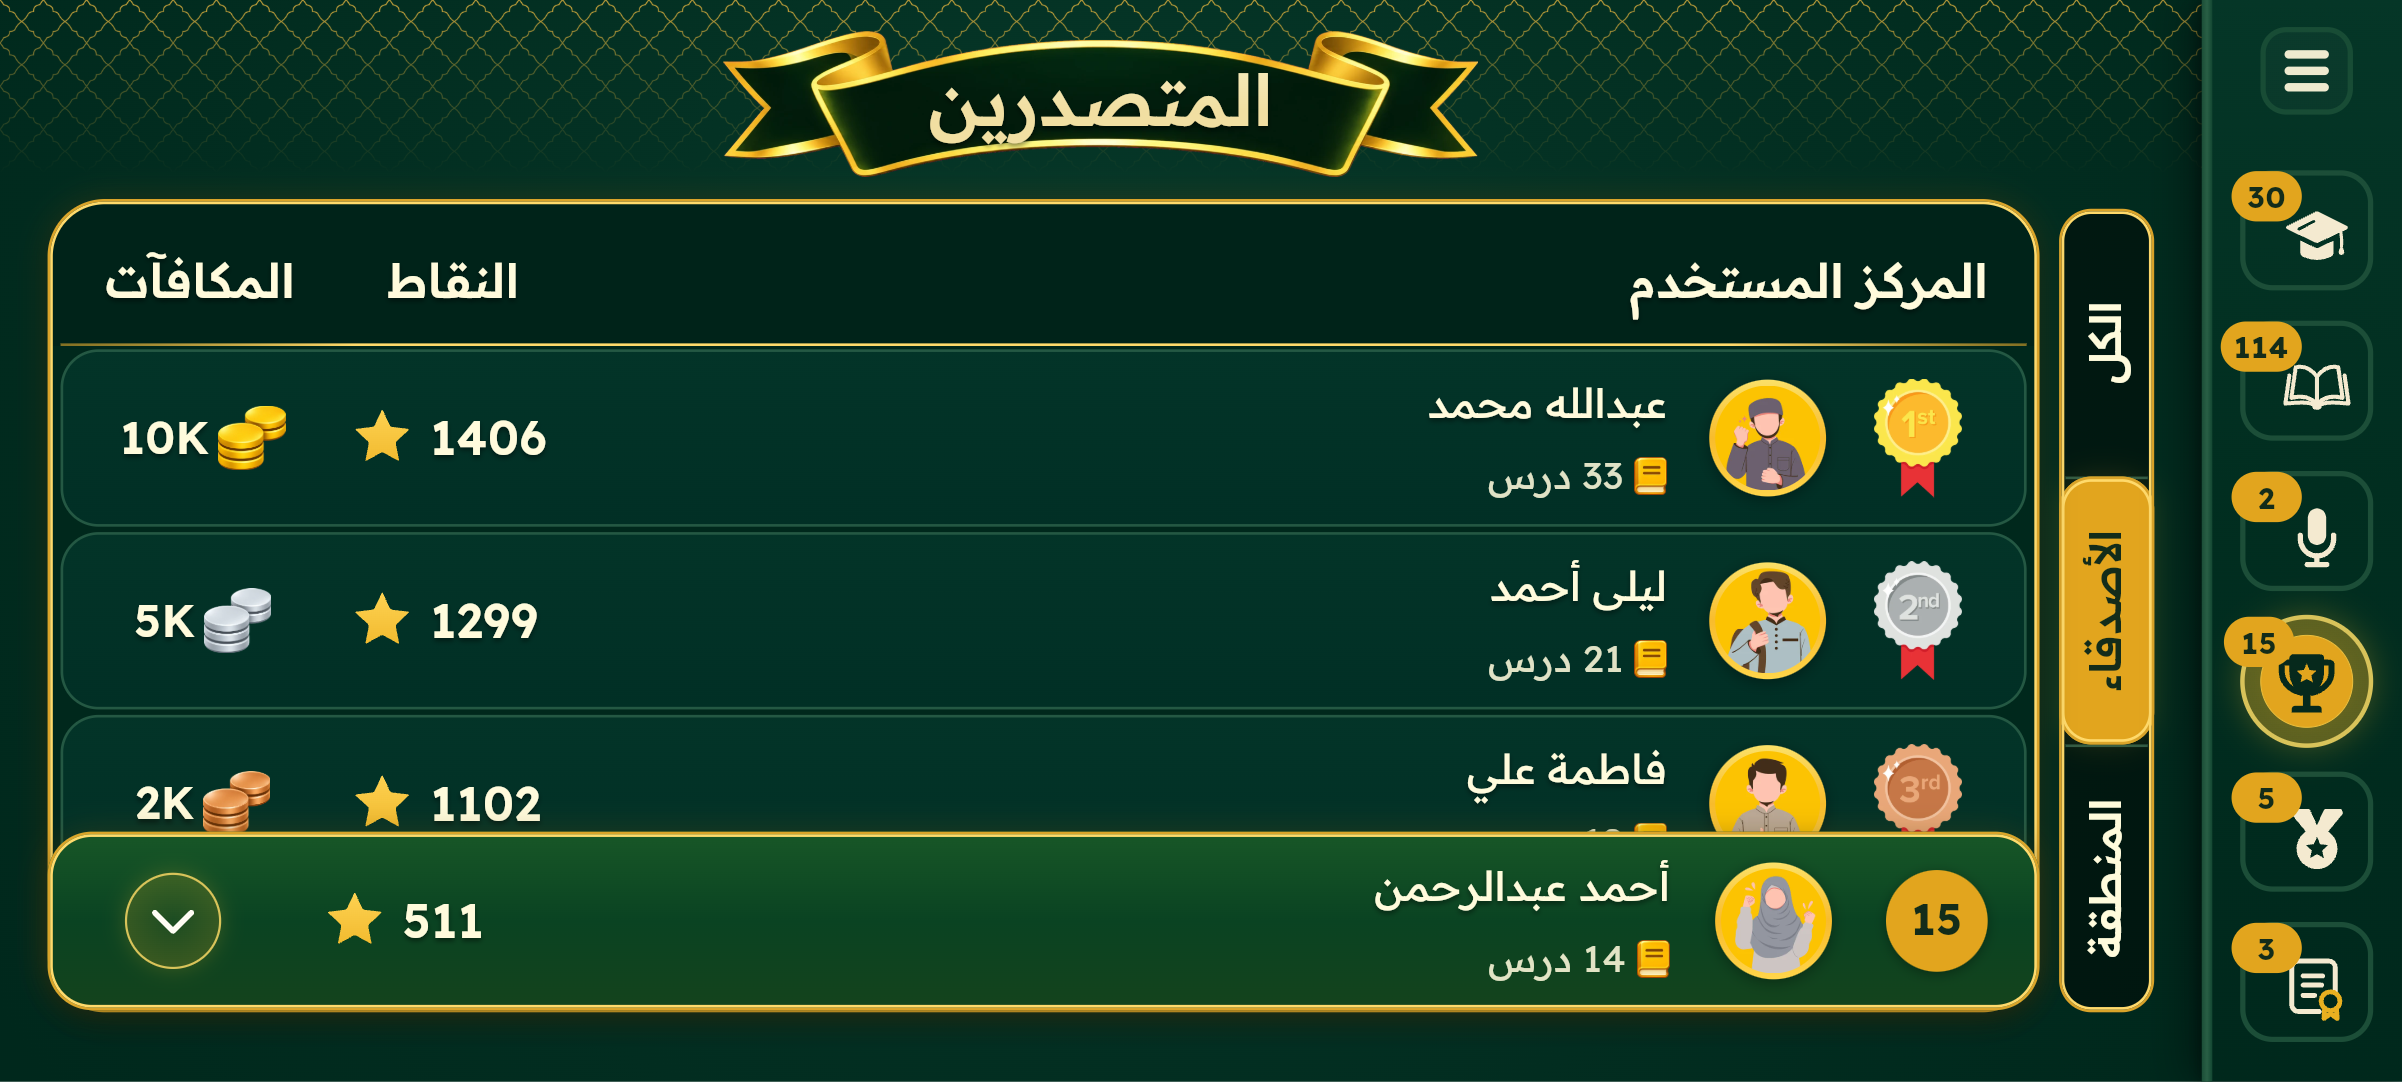 المتصدرين
30
114
2
15
5
3
الكل
الأصدقاء
المنطقة
المركز المستخدم النقاط المكافآت
1st
عبدالله محمد
33 درس
1406
10K
2nd
ليلى أحمد
21 درس
1299
5K
3rd
فاطمة علي
1102
2K
15
أحمد عبدالرحمن
14 درس
511